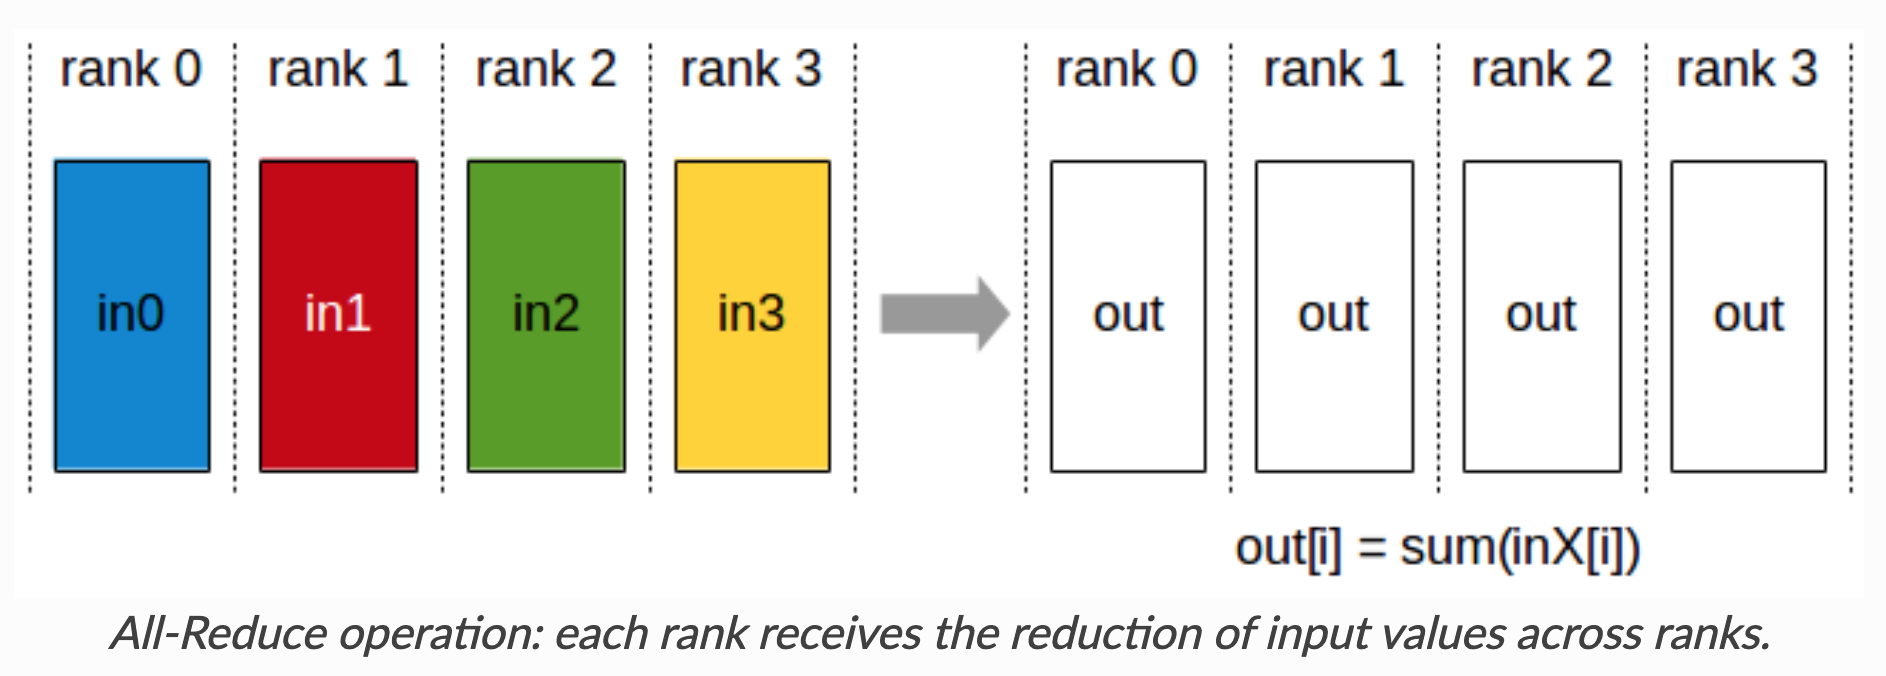 rank 0 rank 1 rank 2 rank 3 rank 0 rank 1 rank 2 rank 3
in0 in1 in2 in3 out out out out
out[i] = sum(inX[i])
All-Reduce operation: each rank receives the reduction of input values across ranks.